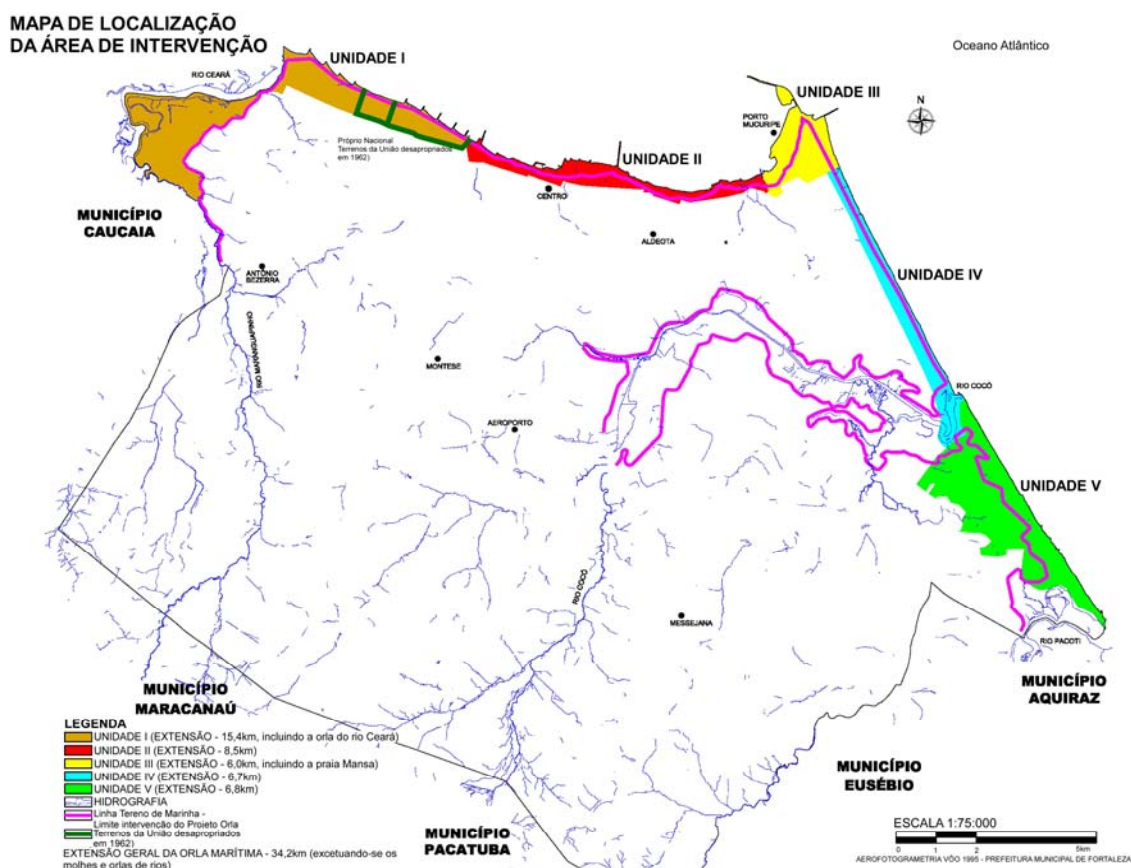 MAPA DE LOCALIZAÇÃO
DA ÁREA DE INTERVENÇÃO
Oceano Atlântico
UNIDADE I
RIO CEARÁ
UNIDADE III
PORTO
MUCURIPE
N
Próprio Nacional
Terrenos da União desapropriados
em 1962)
UNIDADE II
CENTRO
MUNICÍPIO
CAUCAIA
ALDEOTA
ANTÔNIO
BEZERRA
UNIDADE IV
RIO MARANGUAPINHO
MONTESE
RIO COCÓ
AEROPORTO
UNIDADE V
RIO COCÓ
MESSEJANA
RIO PACOTI
MUNICÍPIO
AQUIRAZ
MUNICÍPIO
MARACANAÚ
MUNICÍPIO
EUSÉBIO
MUNICÍPIO
PACATUBA
LEGENDA
UNIDADE I (EXTENSÃO - 15,4km, incluindo a orla do rio Ceará)
UNIDADE II (EXTENSÃO - 8,5km)
UNIDADE III (EXTENSÃO - 6,0km, incluindo a praia Mansa)
UNIDADE IV (EXTENSÃO - 6,7km)
UNIDADE V (EXTENSÃO - 6,8km)
HIDROGRAFIA
Linha Tereno de Marinha -
Limite intervenção do Projeto Orla
Terrenos da União desapropriados
em 1962)
EXTENSÃO GERAL DA ORLA MARÍTIMA - 34,2km (excetuando-se os
molhes e orlas de rios)
ESCALA 1:75:000
0 1 2 5km
AEROFOTOGRAMETRIA VÔO 1995 - PREFEITURA MUNICIPAL DE FORTALEZA